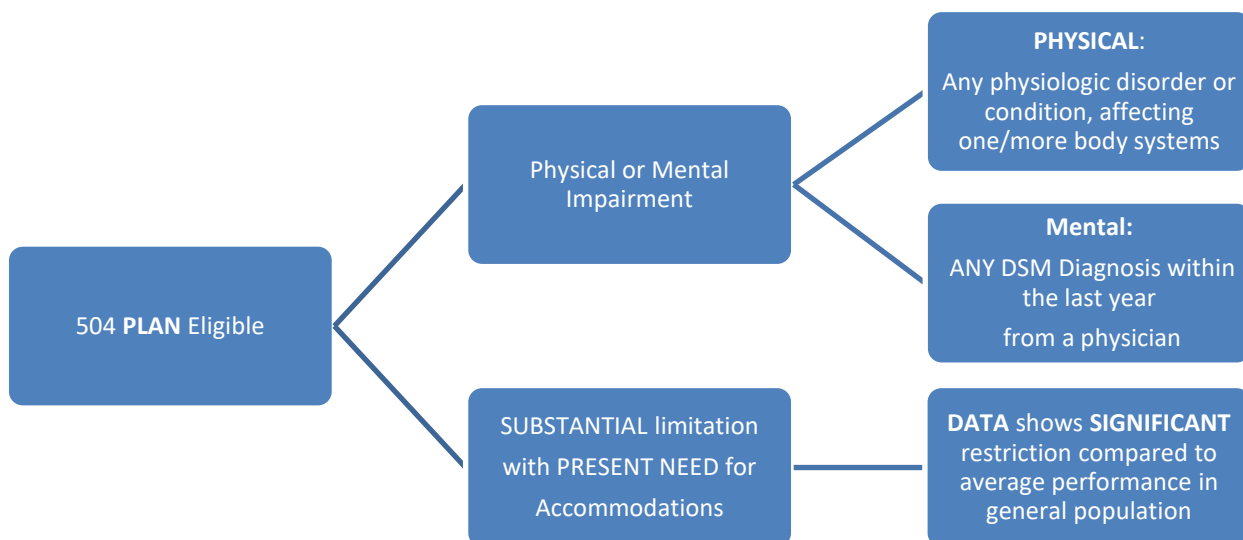 504 PLAN Eligible
Physical or Mental
Impairment
PHYSICAL:
Any physiologic disorder or
condition, affecting
one/more body systems
Mental:
ANY DSM Diagnosis within
the last year
from a physician
SUBSTANTIAL limitation
with PRESENT NEED for
Accommodations
DATA shows SIGNIFICANT
restriction compared to
average performance in
general population